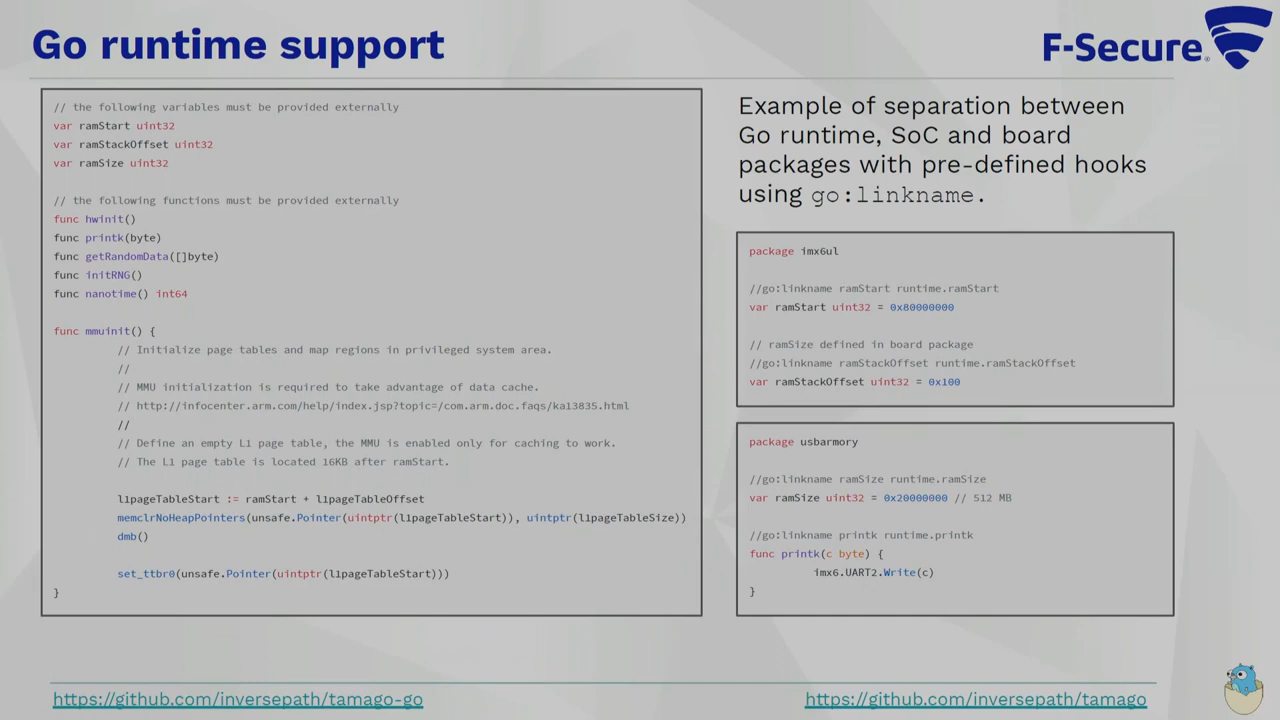 Go runtime support
F-Secure.
// the following variables must be provided externally
var ramStart uint32
var ramStackOffset uint32
var ramSize uint32
// the following functions must be provided externally
func hwinit()
func printk(byte)
func getRandomData([]byte)
func initRNG()
func nanotime() int64
func mmuinit() {
// Initialize page tables and map regions in privileged system area.
//
// MMU initialization is required to take advantage of data cache.
// http://infocenter.arm.com/help/index.jsp?topic=/com.arm.doc.faqs/ka13835.html
//
// Define an empty L1 page table, the MMU is enabled only for caching to work.
// The L1 page table is located 16KB after ramStart.
l1pageTableStart := ramStart + l1pageTableOffset
memclrNoHeapPointers(unsafe.Pointer(uintptr(l1pageTableStart)), uintptr(l1pageTableSize))
dmb()
set_ttbr0(unsafe.Pointer(uintptr(l1pageTableStart)))
}
Example of separation between
Go runtime, SoC and board
packages with pre-defined hooks
using go:linkname.
package imx6ul
//go:linkname ramStart runtime.ramStart
var ramStart uint32 = 0x80000000
// ramSize defined in board package
//go:linkname ramStackOffset runtime.ramStackOffset
var ramStackOffset uint32 = 0x100
package usbarmory
//go:linkname ramSize runtime.ramSize
var ramSize uint32 = 0x20000000 // 512 MB
//go:linkname printk runtime.printk
func printk(c byte) {
imx6.UART2.Write(c)
}
https://github.com/inversepath/tamago-go
https://github.com/inversepath/tamago